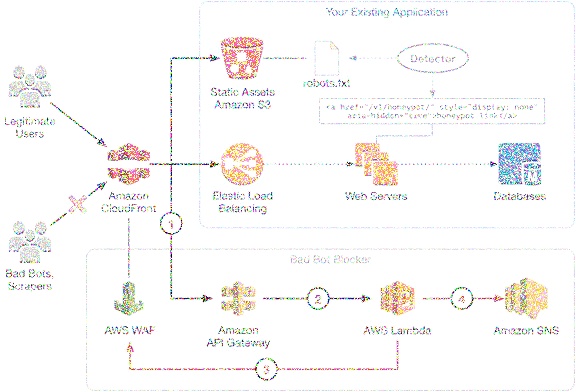 Your Existing Application
Static Assets
Amazon S3
robots.txt
Detector
<a href="/v1/honeypot/" style="display: none"
aria-hidden="true">honeypot link</a>
Legitimate
Users
Amazon
CloudFront
Elastic Load
Balancing
Web Servers
Databases
1
Bad Bots,
Scrapers
Bad Bot Blocker
AWS WAF
Amazon
API Gateway
2
AWS Lambda
4
Amazon SNS
3